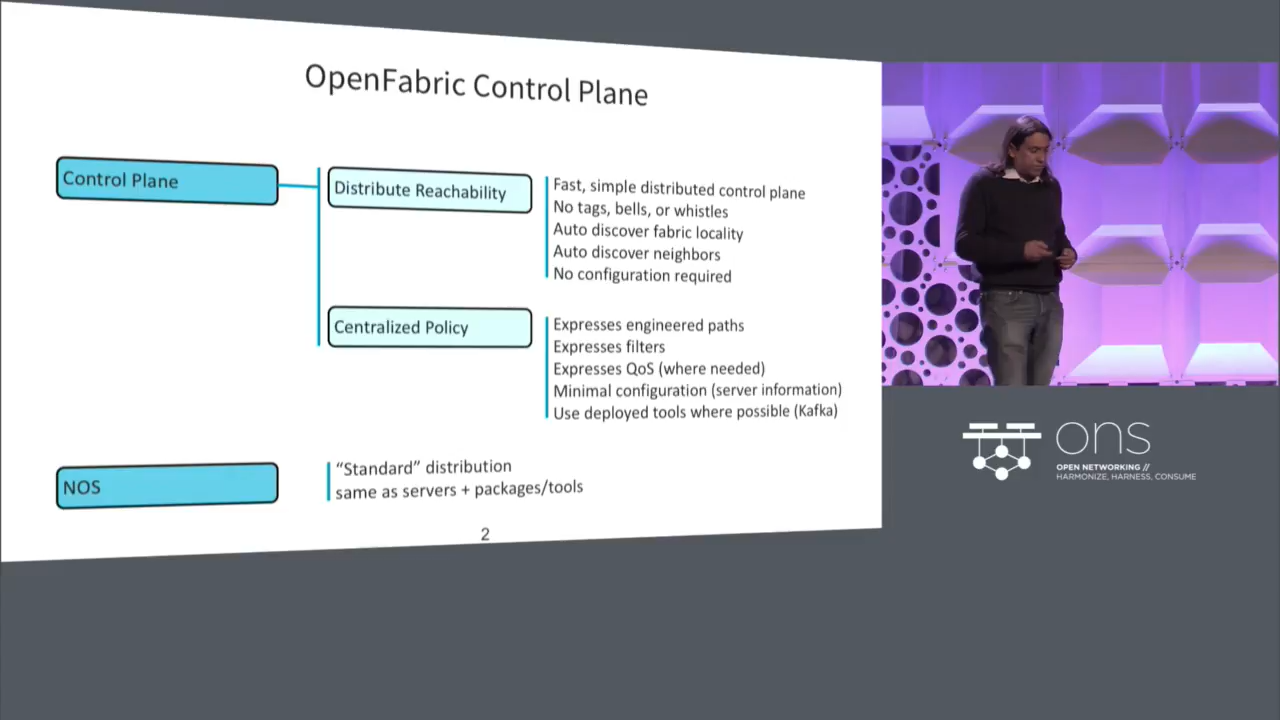 OpenFabric Control Plane
Control Plane
Distribute Reachability
Fast, simple distributed control plane
No tags, bells, or whistles
Auto discover fabric locality
Auto discover neighbors
No configuration required
Centralized Policy
Expresses engineered paths
Expresses filters
Expresses QoS (where needed)
Minimal configuration (server information)
Use deployed tools where possible (Kafka)
NOS
“Standard” distribution
same as servers + packages/tools
2
ons
OPEN NETWORKING //
HARMONIZE, HARNESS, CONSUME